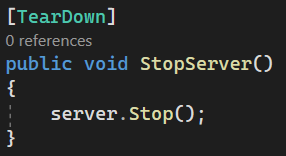 [TearDown]
0 references
public void StopServer()
{
    server.Stop();
}